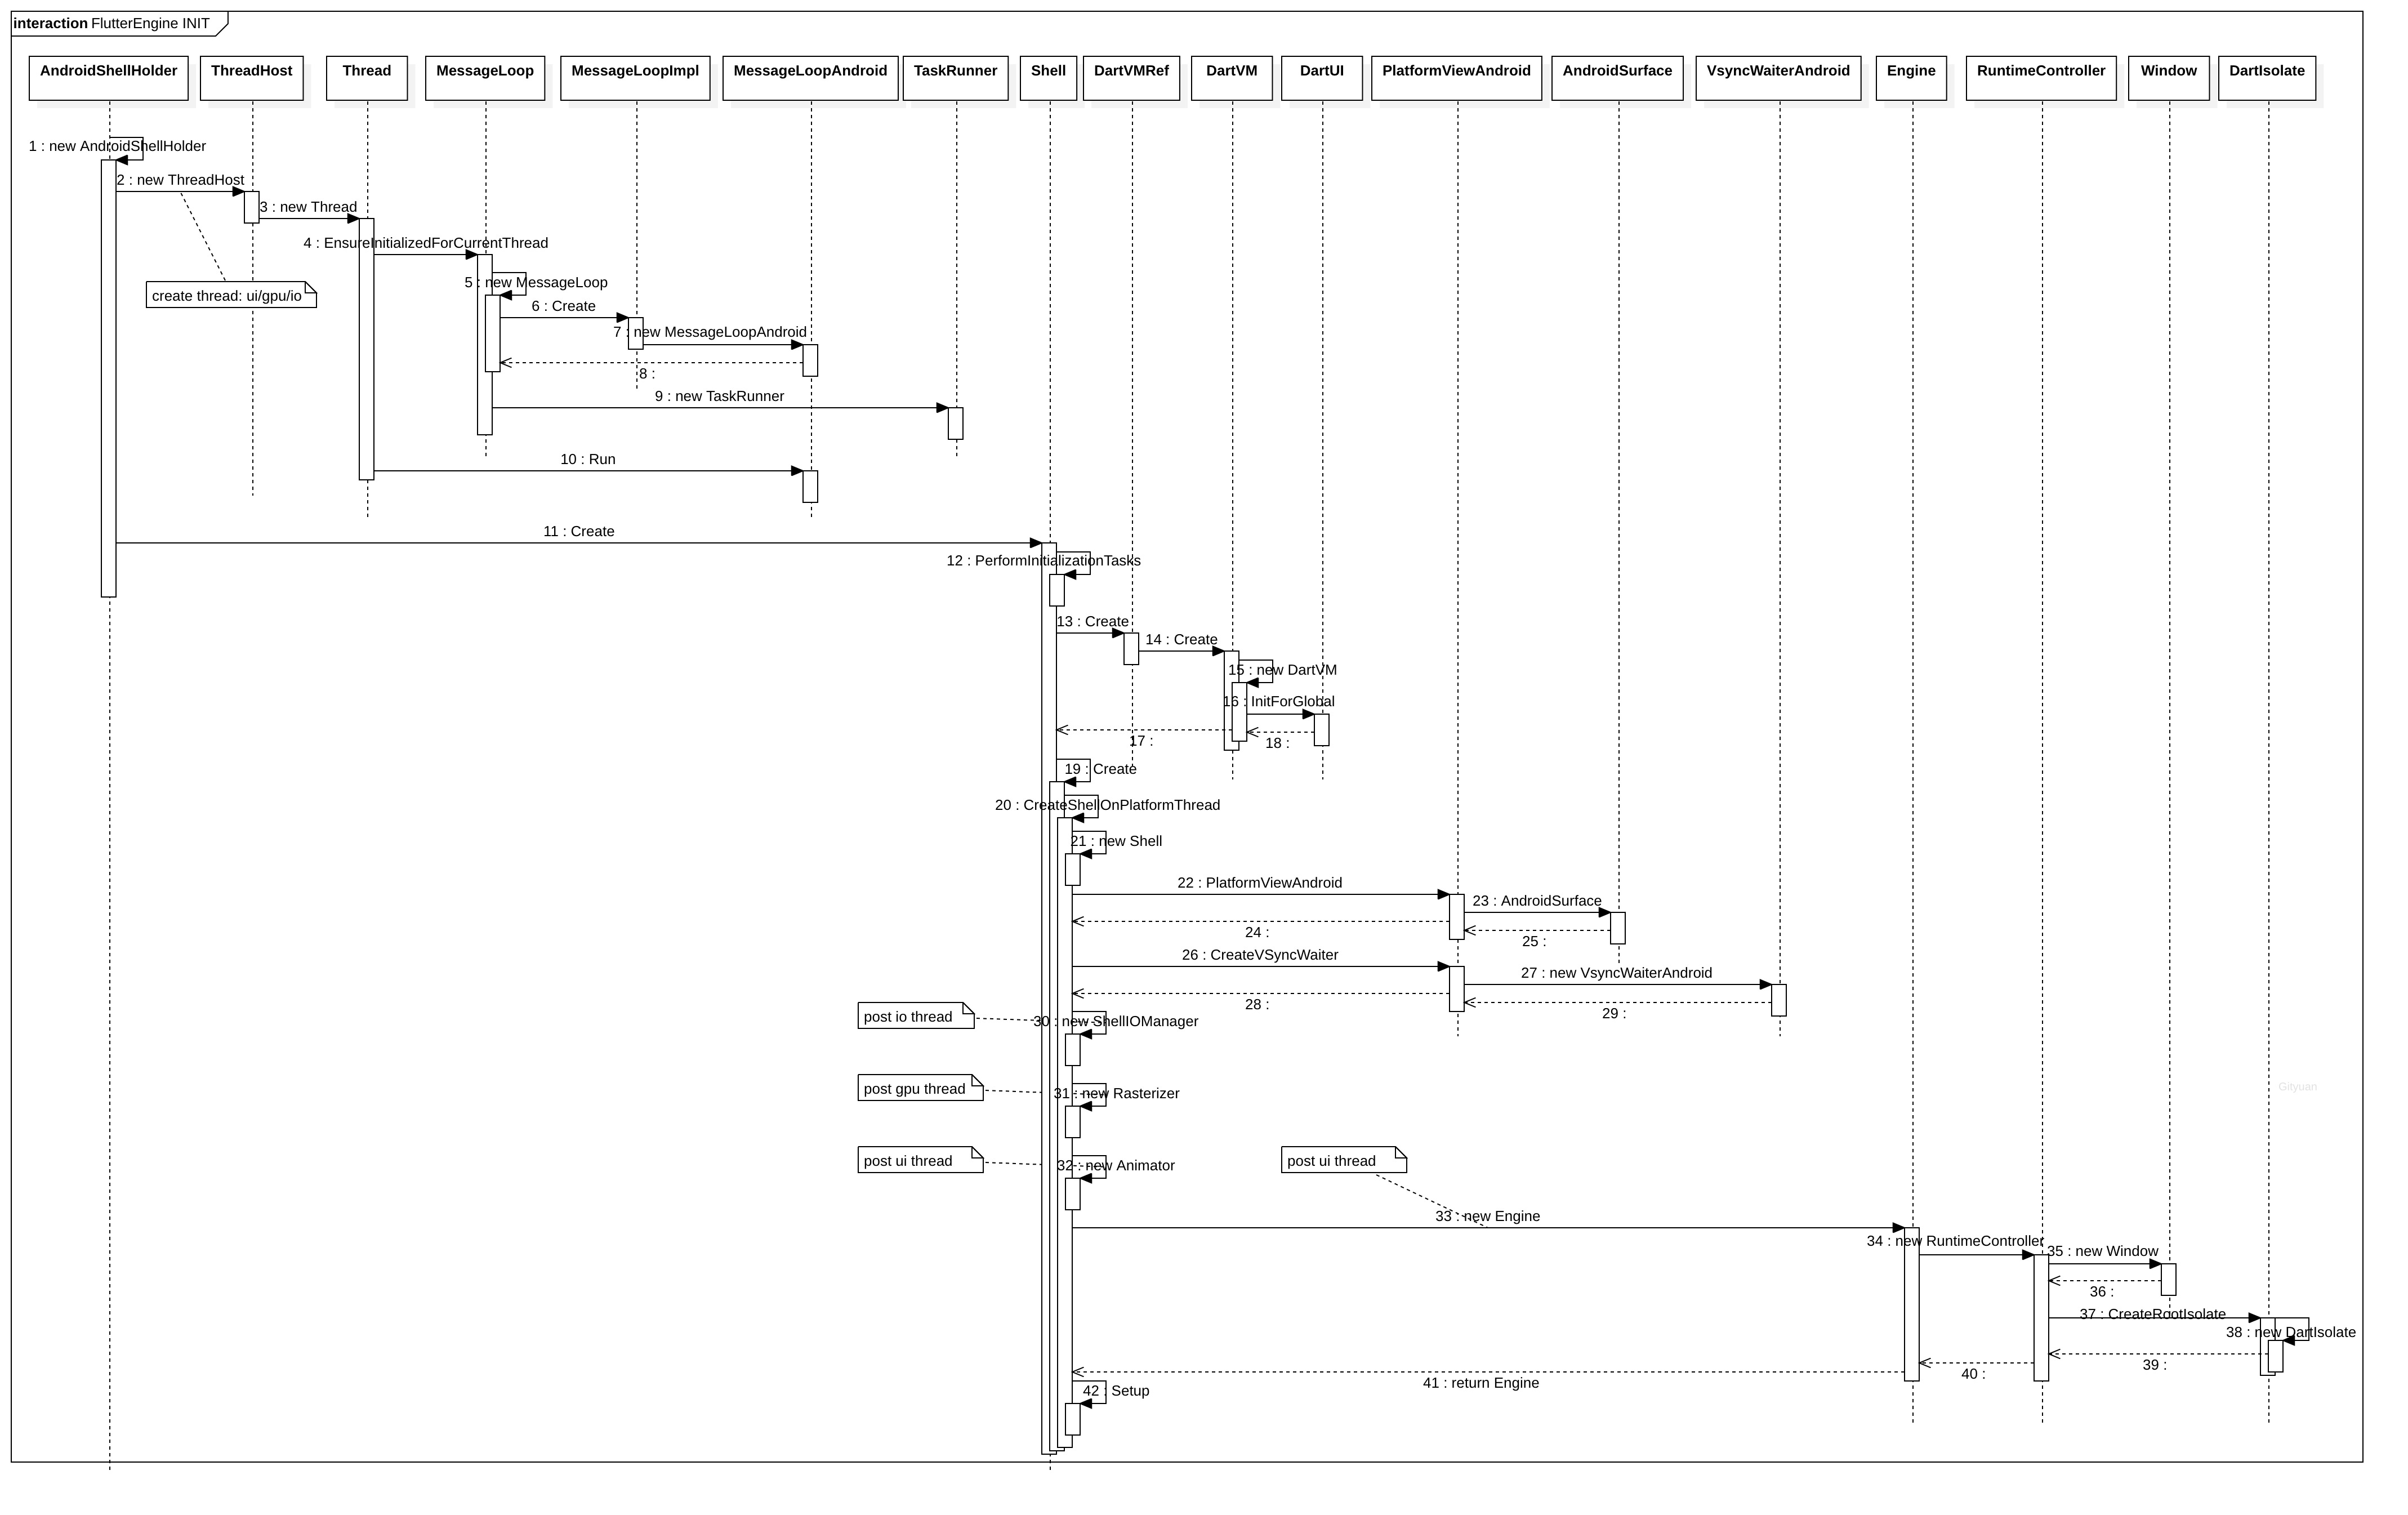 interaction FlutterEngine INIT
AndroidShellHolder
ThreadHost
Thread
MessageLoop
MessageLoopImpl
MessageLoopAndroid
TaskRunner
Shell
DartVMRef
DartVM
DartUI
PlatformViewAndroid
AndroidSurface
VsyncWaiterAndroid
Engine
RuntimeController
Window
DartIsolate
1 : new AndroidShellHolder
2 : new ThreadHost
3 : new Thread
4 : EnsureInitializedForCurrentThread
5 : new MessageLoop
create thread: ui/gpu/io
6 : Create
7 : new MessageLoopAndroid
8 :
9 : new TaskRunner
10 : Run
11 : Create
12 : PerformInitializationTasks
13 : Create
14 : Create
15 : new DartVM
16 : InitForGlobal
17 :
18 :
19 : Create
20 : CreateShellOnPlatformThread
21 : new Shell
22 : PlatformViewAndroid
23 : AndroidSurface
24 :
25 :
26 : CreateVSyncWaiter
27 : new VsyncWaiterAndroid
28 :
29 :
post io thread
30 : new ShellIOManager
post gpu thread
31 : new Rasterizer
Gityuan
post ui thread
32 : new Animator
post ui thread
33 : new Engine
34 : new RuntimeController
35 : new Window
36 :
37 : CreateRootIsolate
38 : new DartIsolate
39 :
40 :
41 : return Engine
42 : Setup